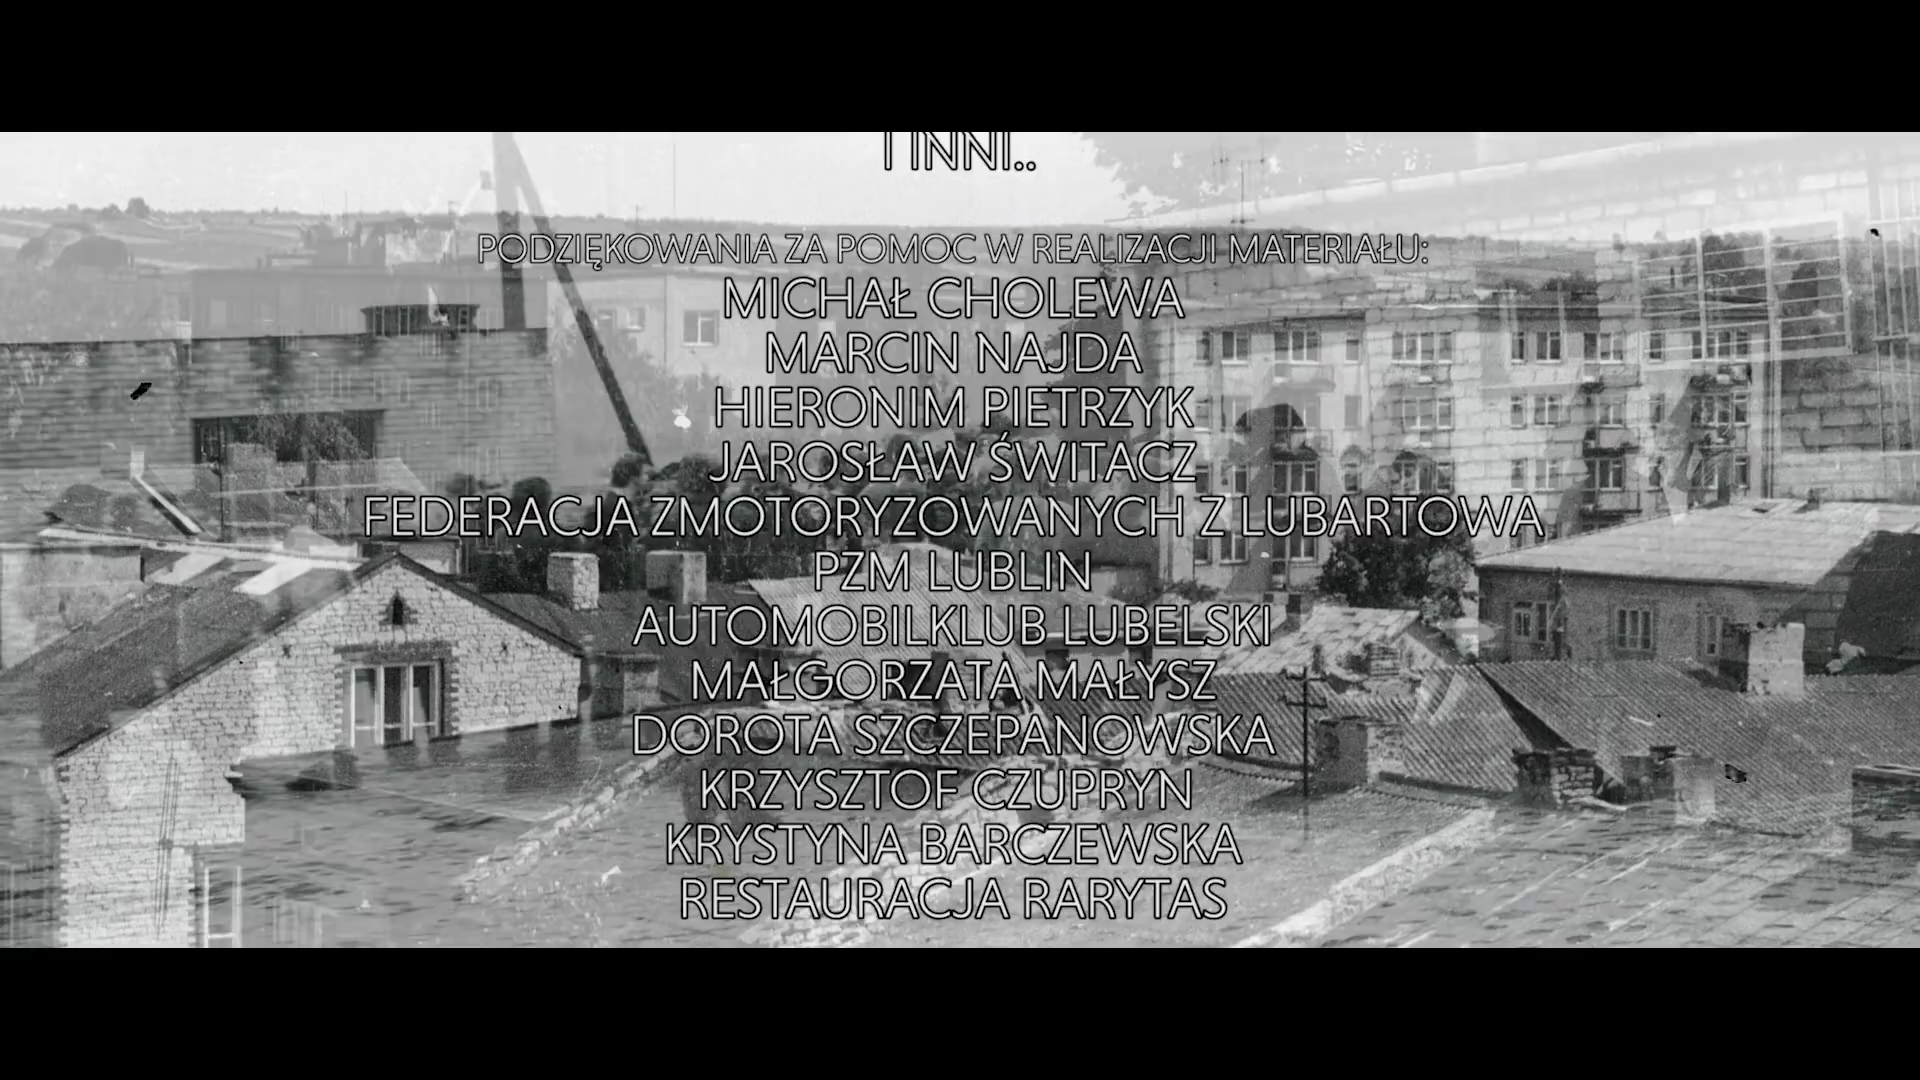 I INNI..
PODZIĘKOWANIA ZA POMOC W REALIZACJI MATERIAŁU:
MICHAŁ CHOLEWA
MARCIN NAJDA
HIERONIM PIETRZYK
JAROSŁAW ŚWITACZ
FEDERACJA ZMOTORYZOWANYCH Z LUBARTOWA
PZM LUBLIN
AUTOMOBILKLUB LUBELSKI
MAŁGORZATA MAŁYSZ
DOROTA SZCZEPANOWSKA
KRZYSZTOF CZUPRYN
KRYSTYNA BARCZEWSKA
RESTAURACJA RARYTAS